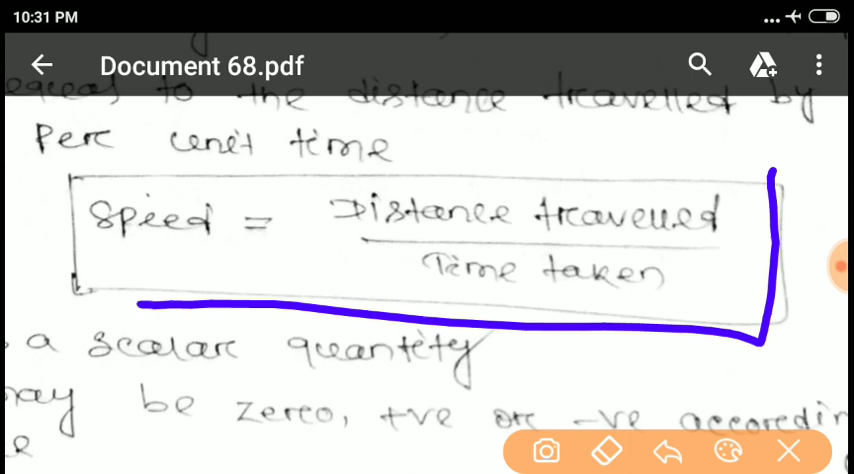 10:31 PM
Document 68.pdf
to the distance travelled by
Per unit time
Speed = Distance travelled
Time taken
a scalar quantity
may be zero, +ve or -ve accordin